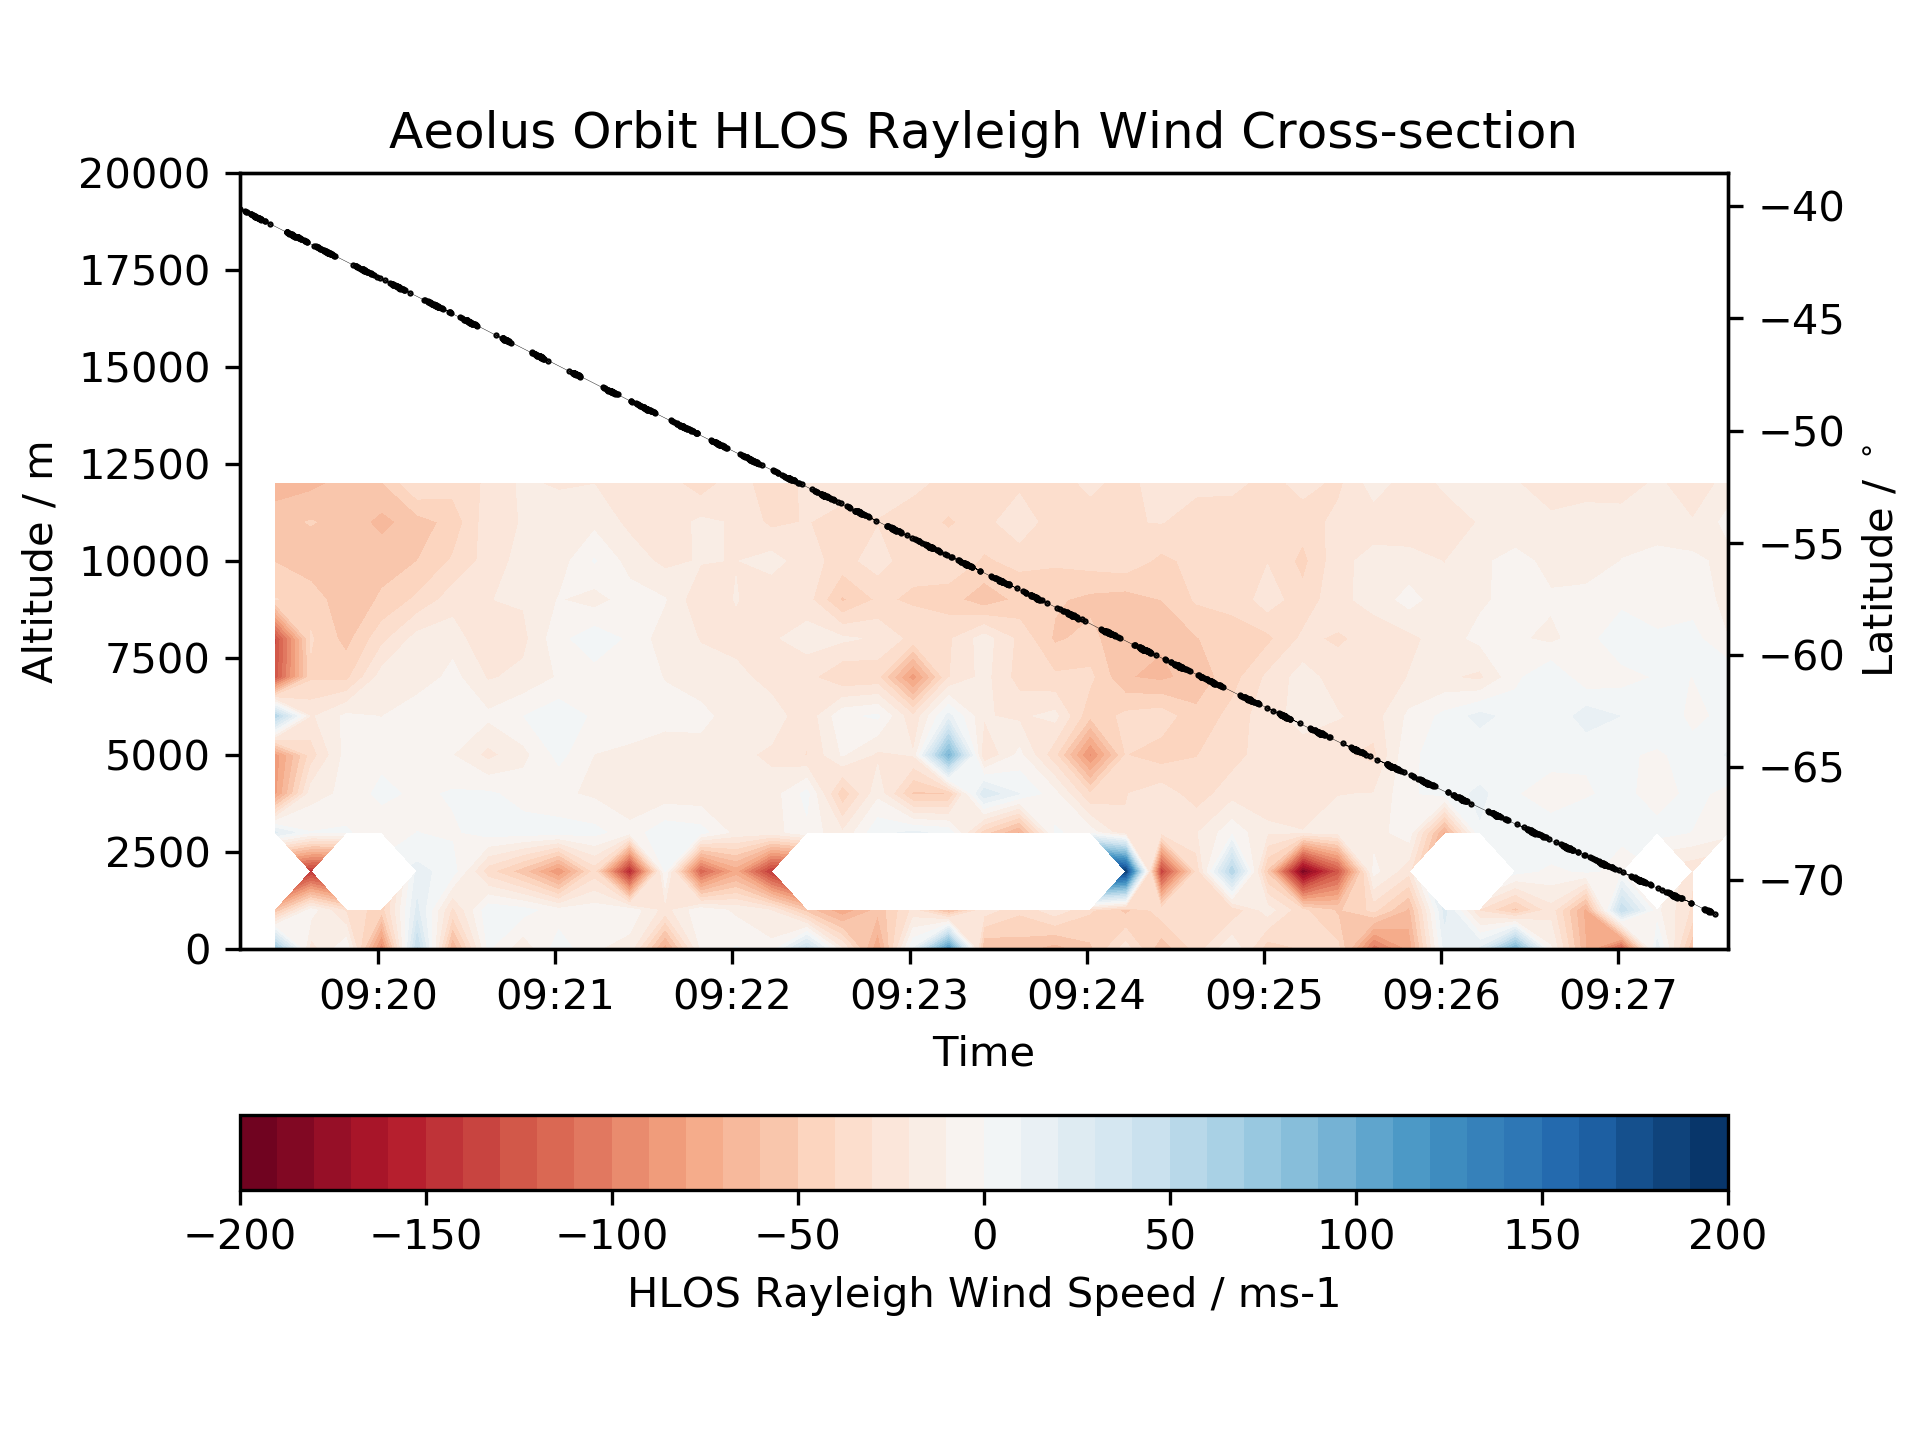 Aeolus Orbit HLOS Rayleigh Wind Cross-section
20000
17500
15000
12500
10000
7500
5000
2500
0
Altitude / m
−40
−45
−50
−55
−60
−65
−70
Latitude / °
09:20 09:21 09:22 09:23 09:24 09:25 09:26 09:27
Time
−200 −150 −100 −50 0 50 100 150 200
HLOS Rayleigh Wind Speed / ms-1